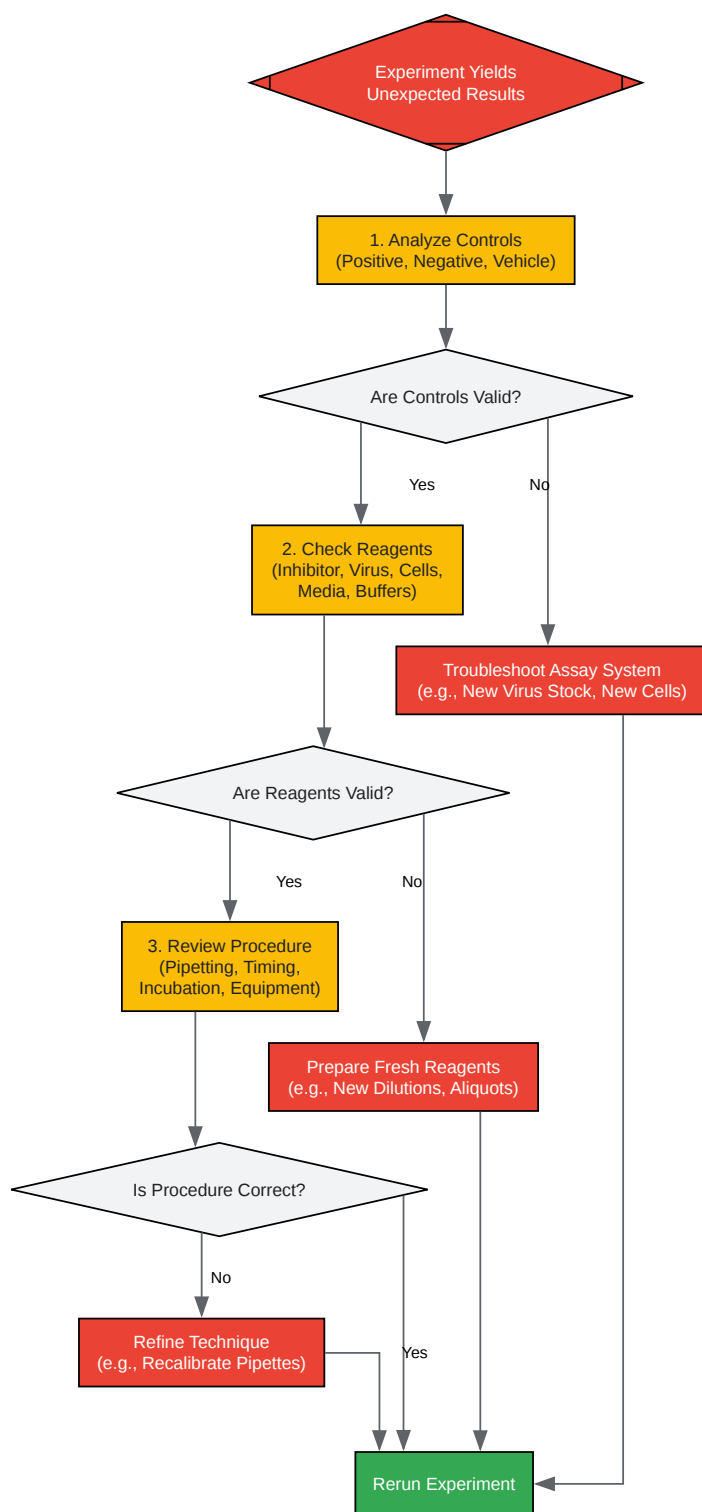 Experiment Yields
Unexpected Results
1. Analyze Controls
(Positive, Negative, Vehicle)
Are Controls Valid?
Yes
No
2. Check Reagents
(Inhibitor, Virus, Cells,
Media, Buffers)
Troubleshoot Assay System
(e.g., New Virus Stock, New Cells)
Are Reagents Valid?
Yes
No
3. Review Procedure
(Pipetting, Timing,
Incubation, Equipment)
Prepare Fresh Reagents
(e.g., New Dilutions, Aliquots)
Is Procedure Correct?
No
Refine Technique
(e.g., Recalibrate Pipettes)
Yes
Rerun Experiment